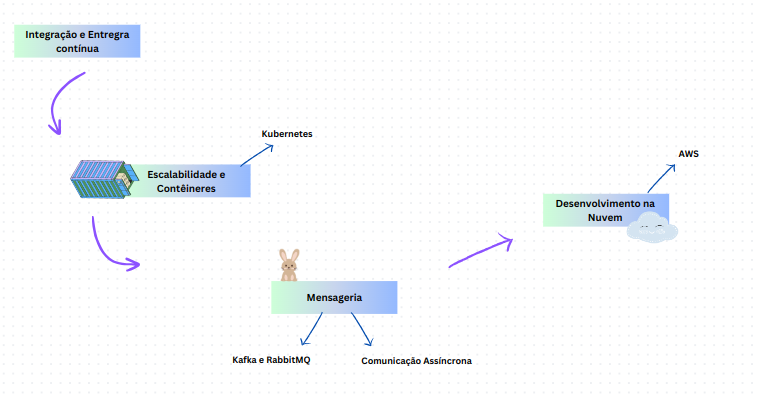 Integração e Entregra
contínua
Kubernetes
Escalabilidade e
Contêineres
AWS
Desenvolvimento na
Nuvem
Mensageria
Kafka e RabbitMQ
Comunicação Assíncrona